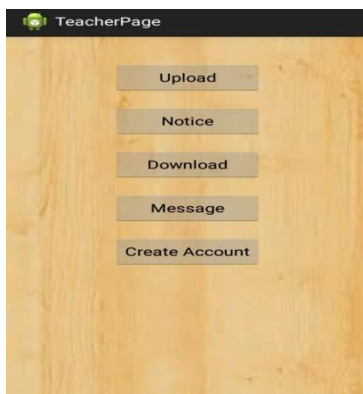 TeacherPage
Upload
Notice
Download
Message
Create Account